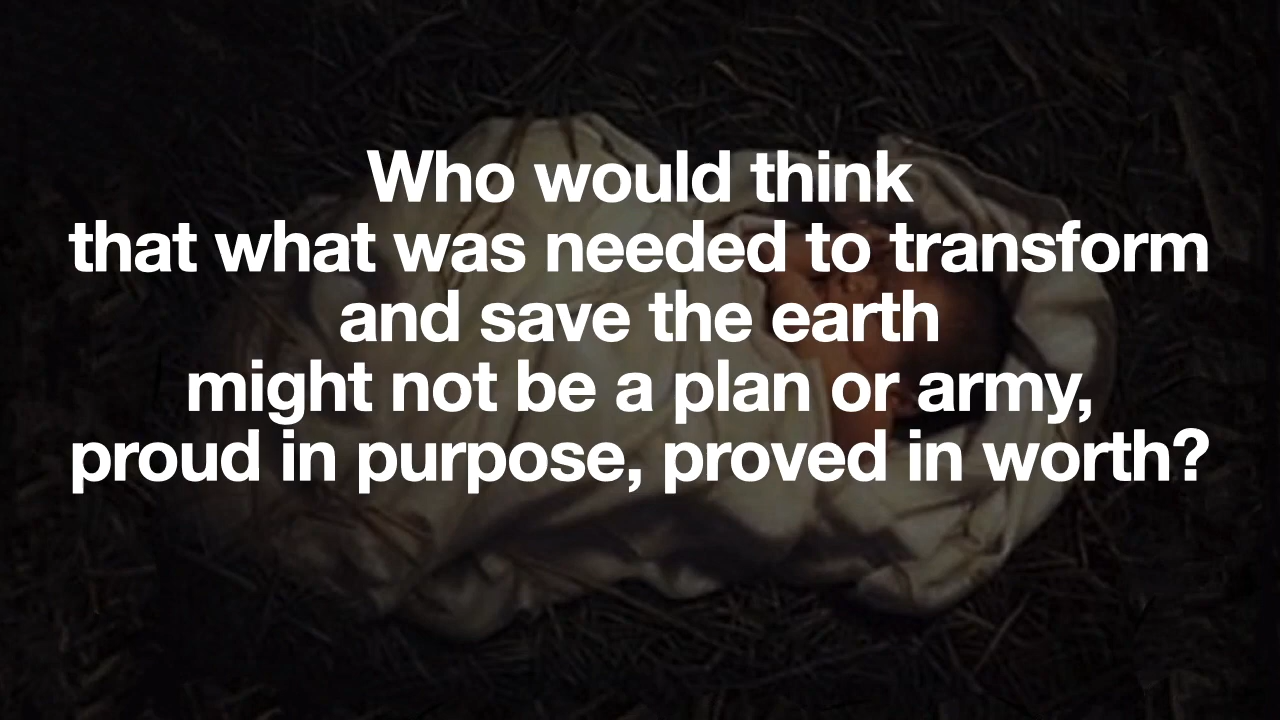 Who would think
that what was needed to transform
and save the earth
might not be a plan or army,
proud in purpose, proved in worth?